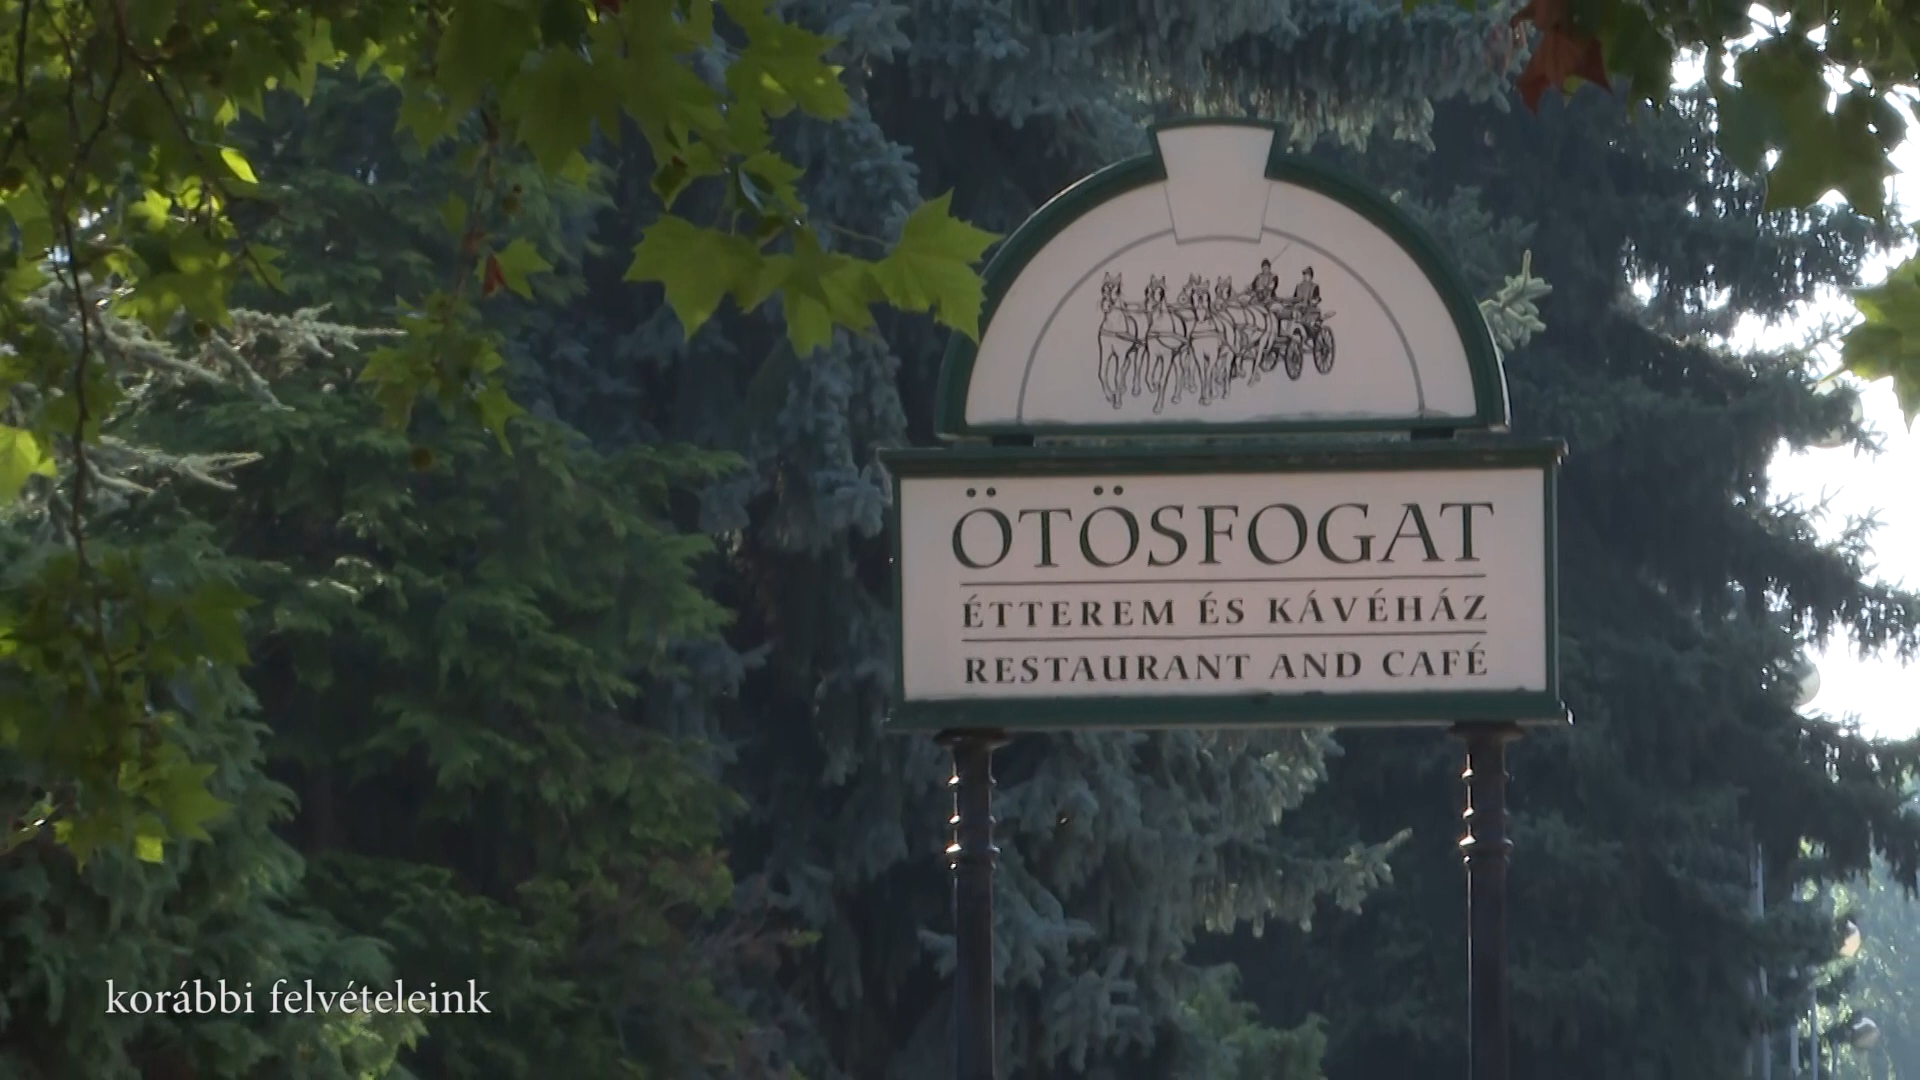 ÖTÖSFOGAT
ÉTTEREM ÉS KÁVÉHÁZ
RESTAURANT AND CAFÉ
korábbi felvételeink